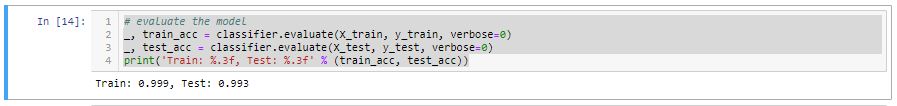 In [14]:
1 # evaluate the model
2 _, train_acc = classifier.evaluate(X_train, y_train, verbose=0)
3 _, test_acc = classifier.evaluate(X_test, y_test, verbose=0)
4 print('Train: %.3f, Test: %.3f' % (train_acc, test_acc))
Train: 0.999, Test: 0.993